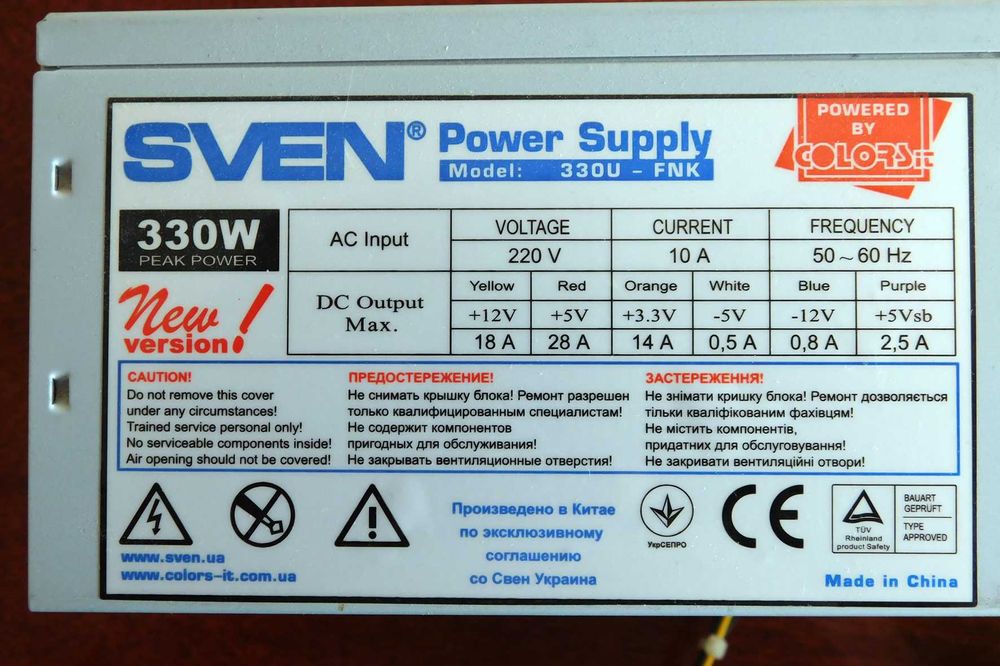 SVEN® Power Supply
Model: 330U - FNK
POWERED
BY
COLORSit
330W
PEAK POWER
New
version!
AC Input
VOLTAGE CURRENT FREQUENCY
220 V 10 A 50 ~ 60 Hz
DC Output
Max.
Yellow Red Orange White Blue Purple
+12V +5V +3.3V -5V -12V +5Vsb
18 A 28 A 14 A 0,5 A 0,8 A 2,5 A
CAUTION!
Do not remove this cover
under any circumstances!
Trained service personal only!
No serviceable components inside!
Air opening should not be covered!
ПРЕДОСТЕРЕЖЕНИЕ!
Не снимать крышку блока! Ремонт разрешен
только квалифицированным специалистам!
Не содержит компонентов
пригодных для обслуживания!
Не закрывать вентиляционные отверстия!
ЗАСТЕРЕЖЕННЯ!
Не знімати кришку блока! Ремонт дозволяється
тільки кваліфікованим фахівцям!
Не містить компонентів,
придатних для обслуговування!
Не закривати вентиляційні отвори!
www.sven.ua
www.colors-it.com.ua
Произведено в Китае
по эксклюзивному
соглашению
со Свен Украина
УкрСЕПРО
CE
TÜV
Rheinland
product Safety
BAUART
GEPRÜFT
TYPE
APPROVED
Made in China